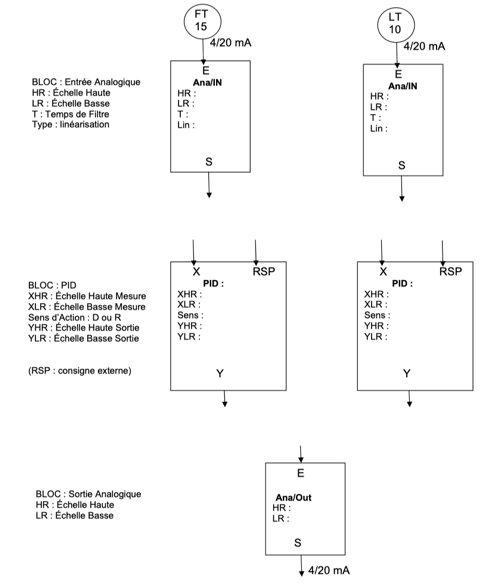 FT
15
LT
10
4/20 mA
4/20 mA
BLOC : Entrée Analogique
HR : Échelle Haute
LR : Échelle Basse
T : Temps de Filtre
Type : linéarisation
E
Ana/IN
HR :
LR :
T :
Lin :
S
E
Ana/IN
HR :
LR :
T :
Lin :
S
BLOC : PID
XHR : Échelle Haute Mesure
XLR : Échelle Basse Mesure
Sens d'Action : D ou R
YHR : Échelle Haute Sortie
YLR : Échelle Basse Sortie
(RSP : consigne externe)
X RSP
PID :
XHR :
XLR :
Sens :
YHR :
YLR :
Y
X RSP
PID :
XHR :
XLR :
Sens :
YHR :
YLR :
Y
BLOC : Sortie Analogique
HR : Échelle Haute
LR : Échelle Basse
E
Ana/Out
HR :
LR :
S
4/20 mA